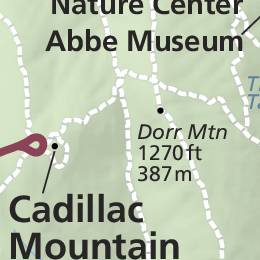 Nature Center
Abbe Museum
Dorr Mtn
1270 ft
387 m
Cadillac
Mountain